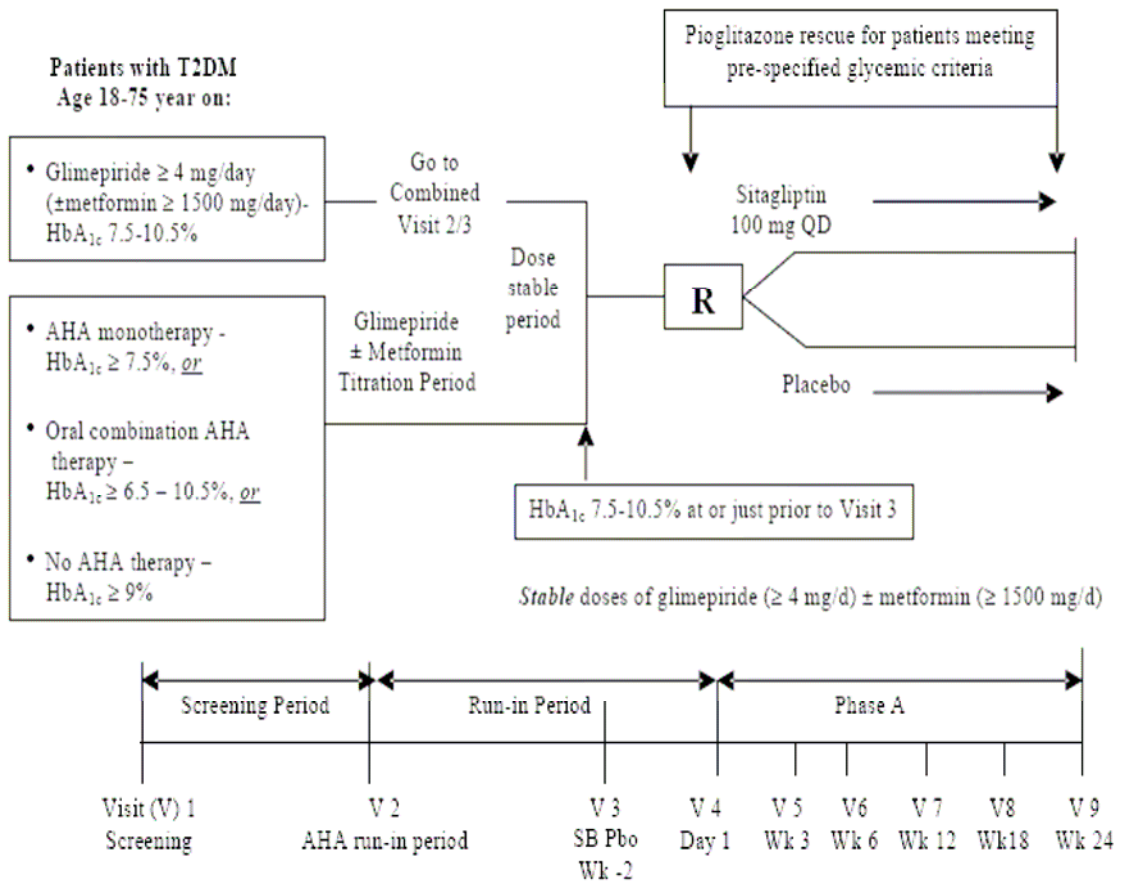 Patients with T2DM
Age 18-75 year on:
• Glimepiride ≥ 4 mg/day
(±metformin ≥ 1500 mg/day)-
HbA1c 7.5-10.5%
• AHA monotherapy -
HbA1c ≥ 7.5%, or
• Oral combination AHA
therapy –
HbA1c ≥ 6.5 – 10.5%, or
• No AHA therapy –
HbA1c ≥ 9%
Go to
Combined
Visit 2/3
Glimepiride
± Metformin
Titration Period
Dose
stable
period
Pioglitazone rescue for patients meeting
pre-specified glycemic criteria
R
Sitagliptin
100 mg QD
Placebo
HbA1c 7.5-10.5% at or just prior to Visit 3
Stable doses of glimepiride (≥ 4 mg/d) ± metformin (≥ 1500 mg/d)
Screening Period
Run-in Period
Phase A
Visit (V) 1
Screening
V 2
AHA run-in period
V 3
SB Pbo
Wk -2
V 4
Day 1
V 5
Wk 3
V6
Wk 6
V 7
Wk 12
V8
Wk18
V 9
Wk 24